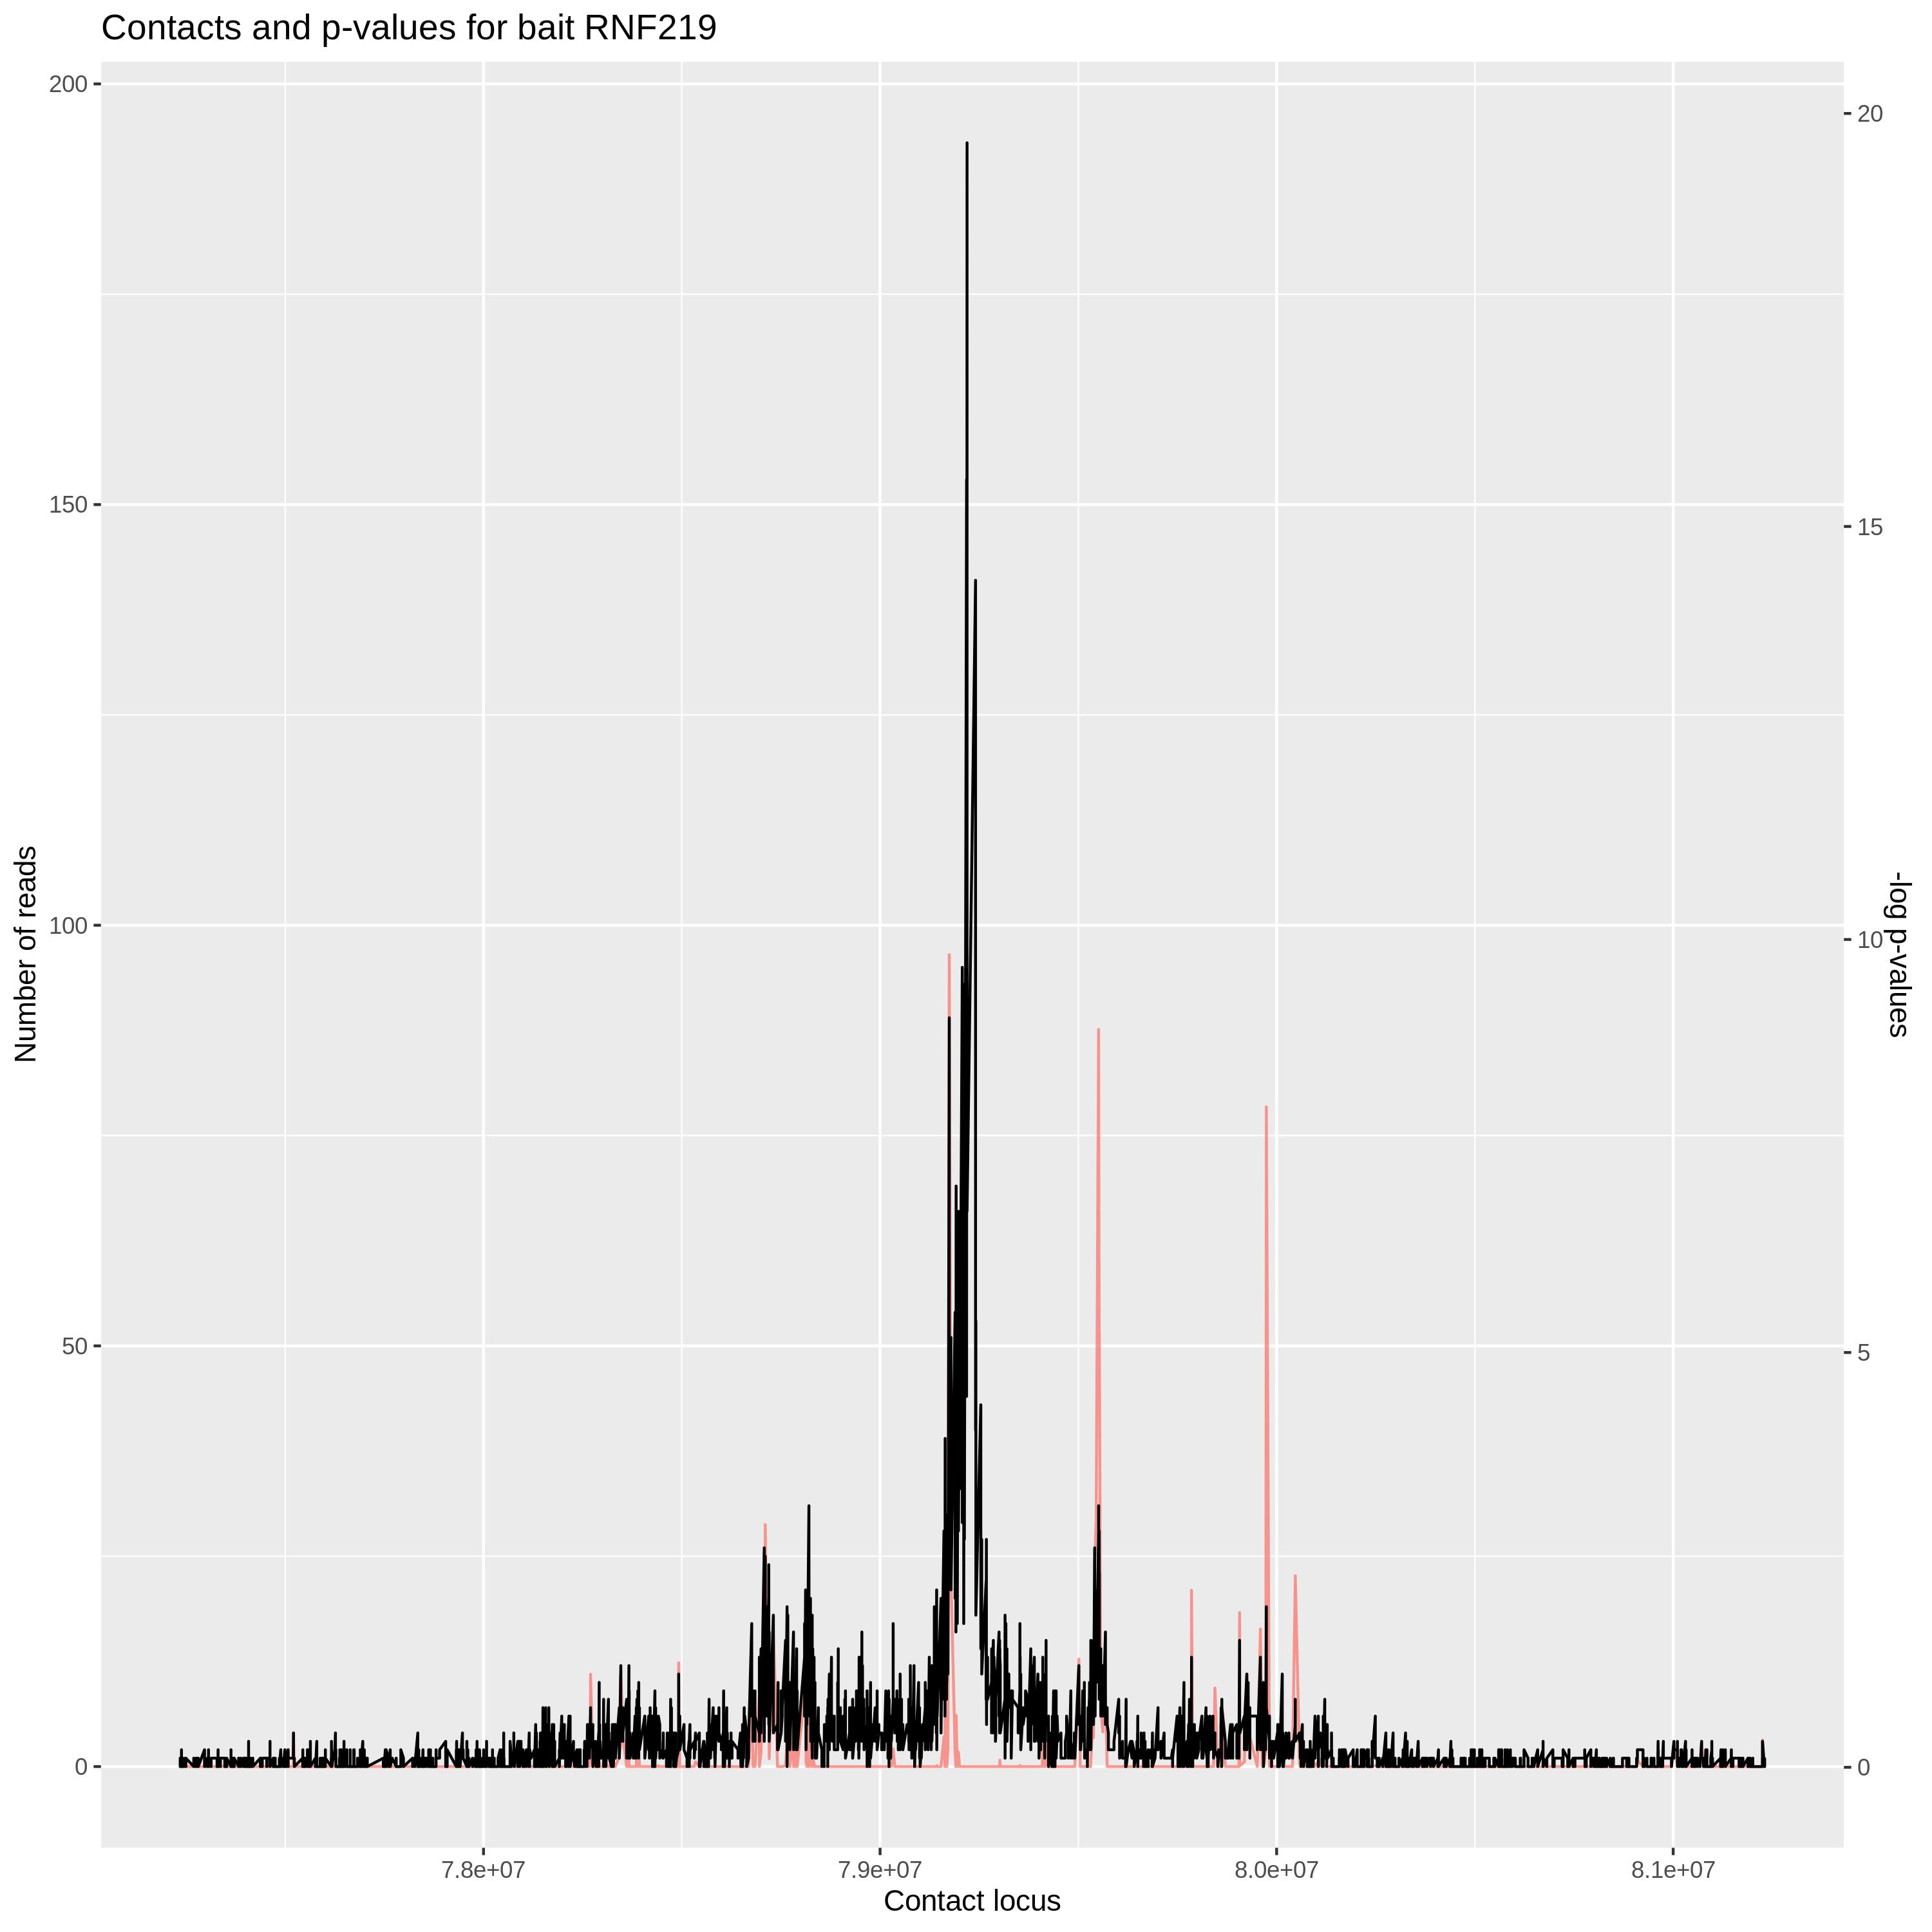 Contacts and p-values for bait RNF219
200
150
100
50
0
Number of reads
20
15
10
5
0
-log p-values
7.8e+07
7.9e+07
8.0e+07
8.1e+07
Contact locus